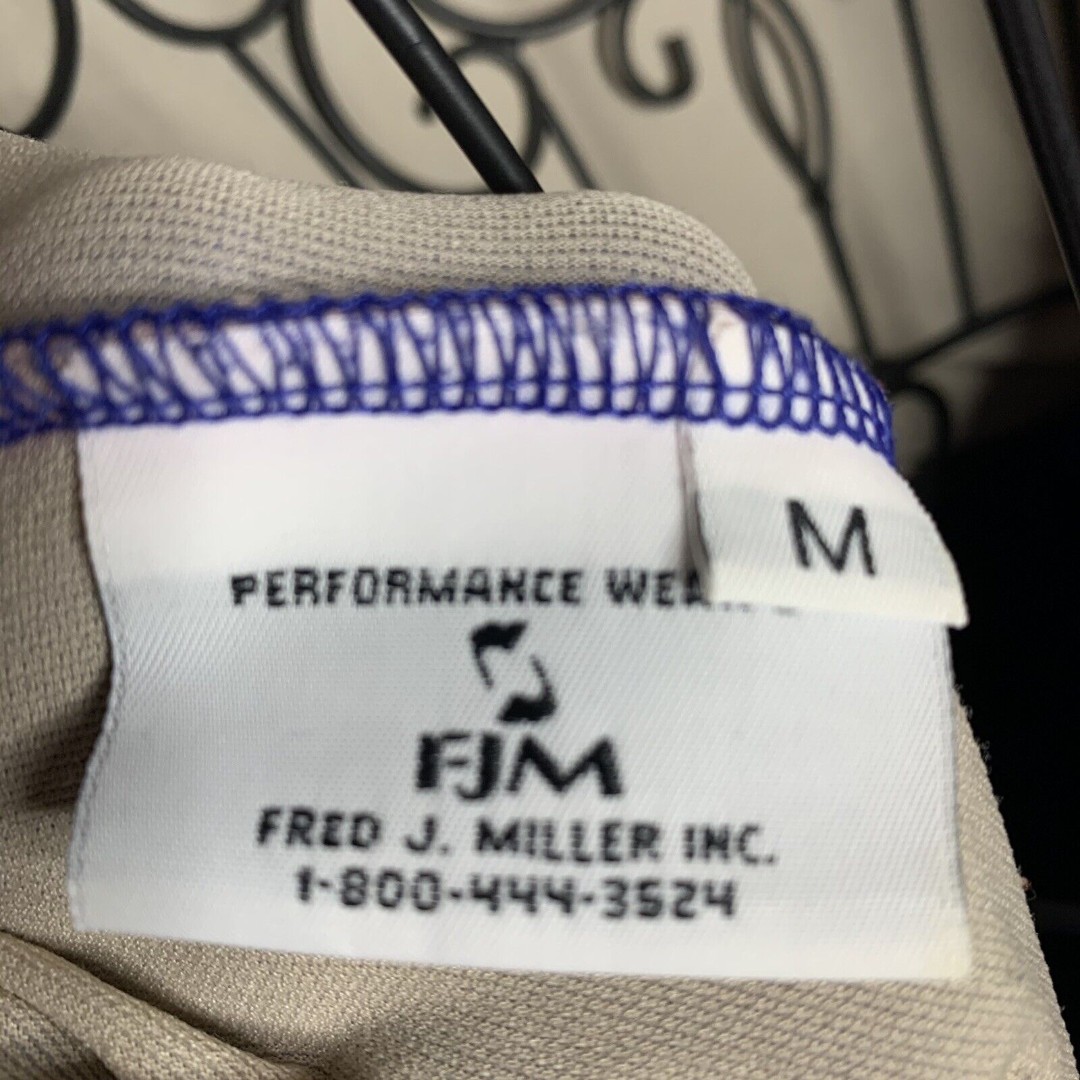 M
PERFORMANCE
FJM
FRED J. MILLER INC.
1-800-444-3524